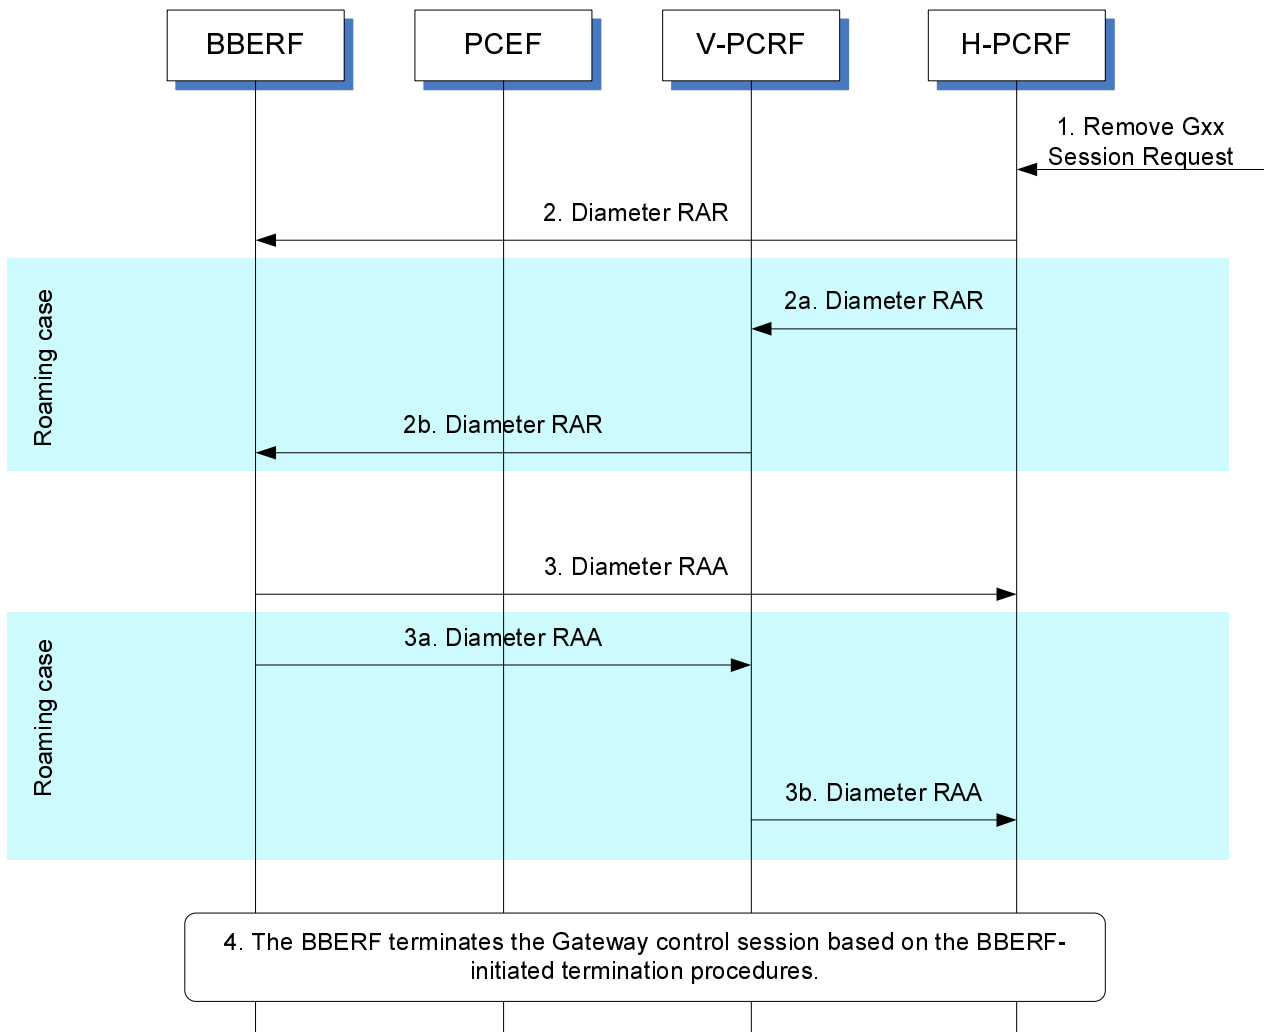 BBERF
PCEF
V-PCRF
H-PCRF
1. Remove Gxx
Session Request
2. Diameter RAR
Roaming case
2a. Diameter RAR
2b. Diameter RAR
3. Diameter RAA
Roaming case
3a. Diameter RAA
3b. Diameter RAA
4. The BBERF terminates the Gateway control session based on the BBERF-
initiated termination procedures.